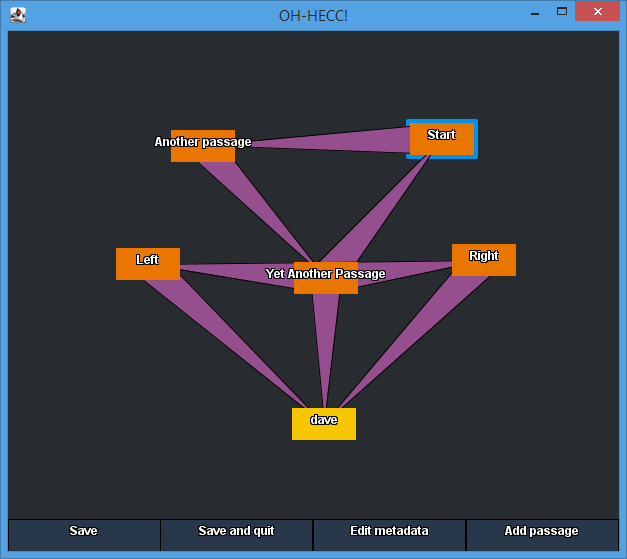 OH-HECC!
Another passage
Start
Left
Yet Another Passage
Right
dave
Save
Save and quit
Edit metadata
Add passage